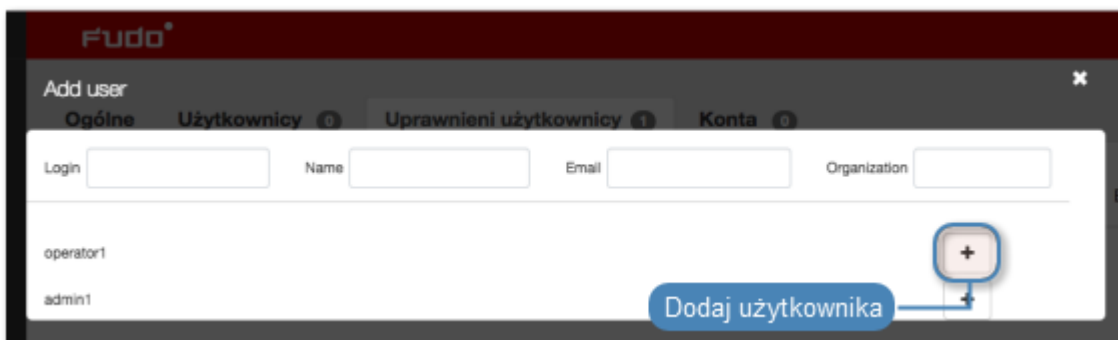 Fudo
Add user
Ogólne Użytkownicy 0 Uprawnieni użytkownicy 1 Konta 0
Login Name Email Organization
operator1
admin1
Dodaj użytkownika